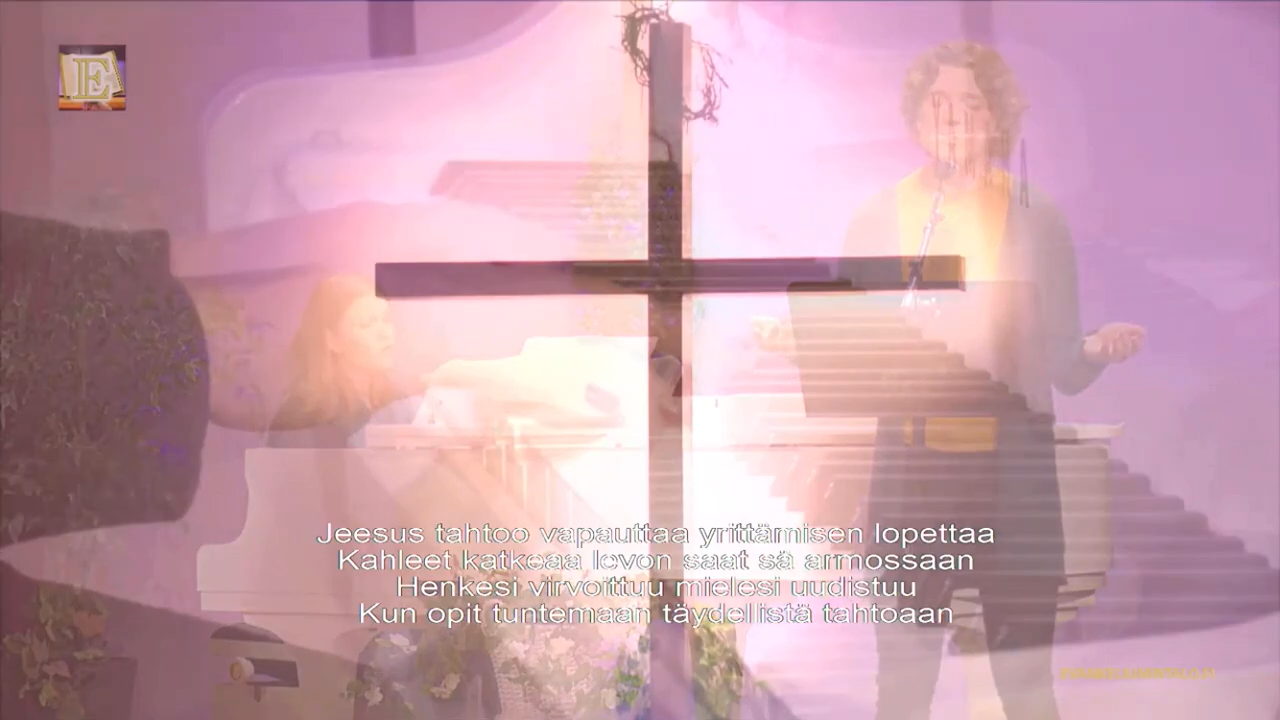 E
Jeesus tahtoo vapauttaa yrittämisen lopettaa
Kahleet katkeaa levon saat sä armossaan
Henkesi virvoittuu mielesi uudistuu
Kun opit tuntemaan täydellistä tahtoaan